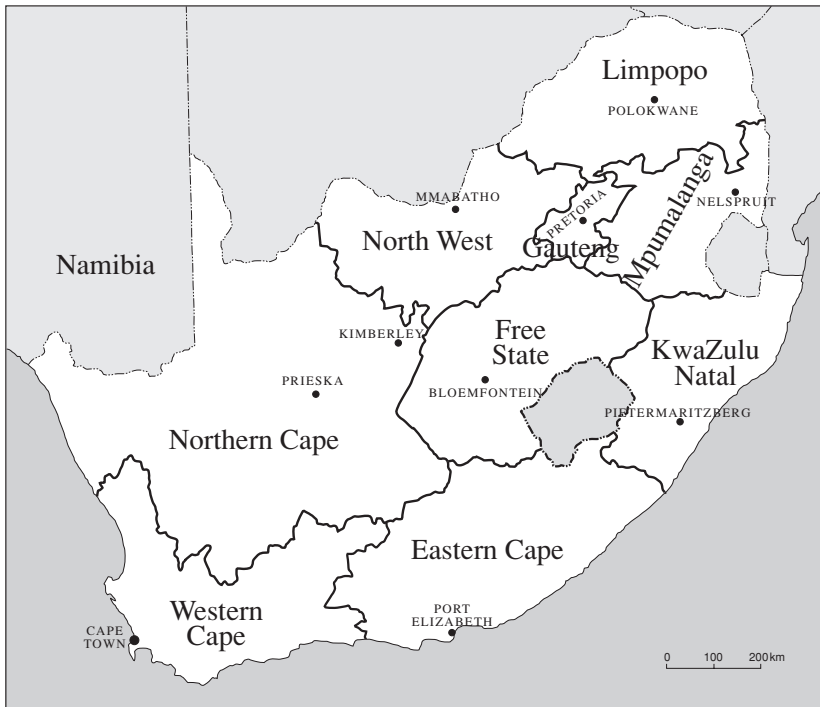 Limpopo
POLOKWANE
Mpumalanga
MMABATHO
NELSPRUIT
PRETORIA
North West
Gauteng
Namibia
KIMBERLEY
Free
State
KwaZulu
Natal
PRIESKA
BLOEMFONTEIN
PIETERMARITZBERG
Northern Cape
Eastern Cape
Western
Cape
PORT
ELIZABETH
CAPE
TOWN
0 100 200 km